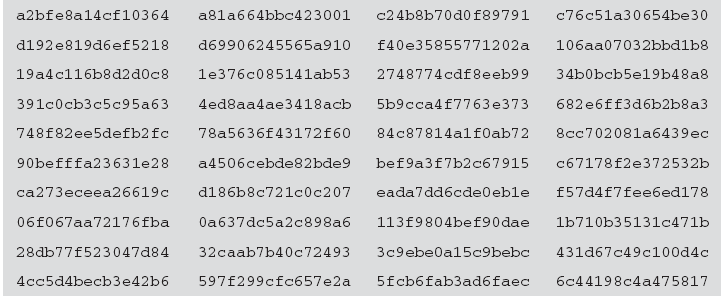 a2bfe8a14cf10364 a81a664bbc423001 c24b8b70d0f89791 c76c51a30654be30
d192e819d6ef5218 d69906245565a910 f40e35855771202a 106aa07032bbd1b8
19a4c116b8d2d0c8 1e376c085141ab53 2748774cdf8eeb99 34b0bcb5e19b48a8
391c0cb3c5c95a63 4ed8aa4ae3418acb 5b9cca4f7763e373 682e6ff3d6b2b8a3
748f82ee5defb2fc 78a5636f43172f60 84c87814a1f0ab72 8cc702081a6439ec
90befffa23631e28 a4506cebde82bde9 bef9a3f7b2c67915 c67178f2e372532b
ca273eceea26619c d186b8c721c0c207 eada7dd6cde0eb1e f57d4f7fee6ed178
06f067aa72176fba 0a637dc5a2c898a6 113f9804bef90dae 1b710b35131c471b
28db77f523047d84 32caab7b40c72493 3c9ebe0a15c9bebc 431d67c49c100d4c
4cc5d4becb3e42b6 597f299cfc657e2a 5fcb6fab3ad6faec 6c44198c4a475817